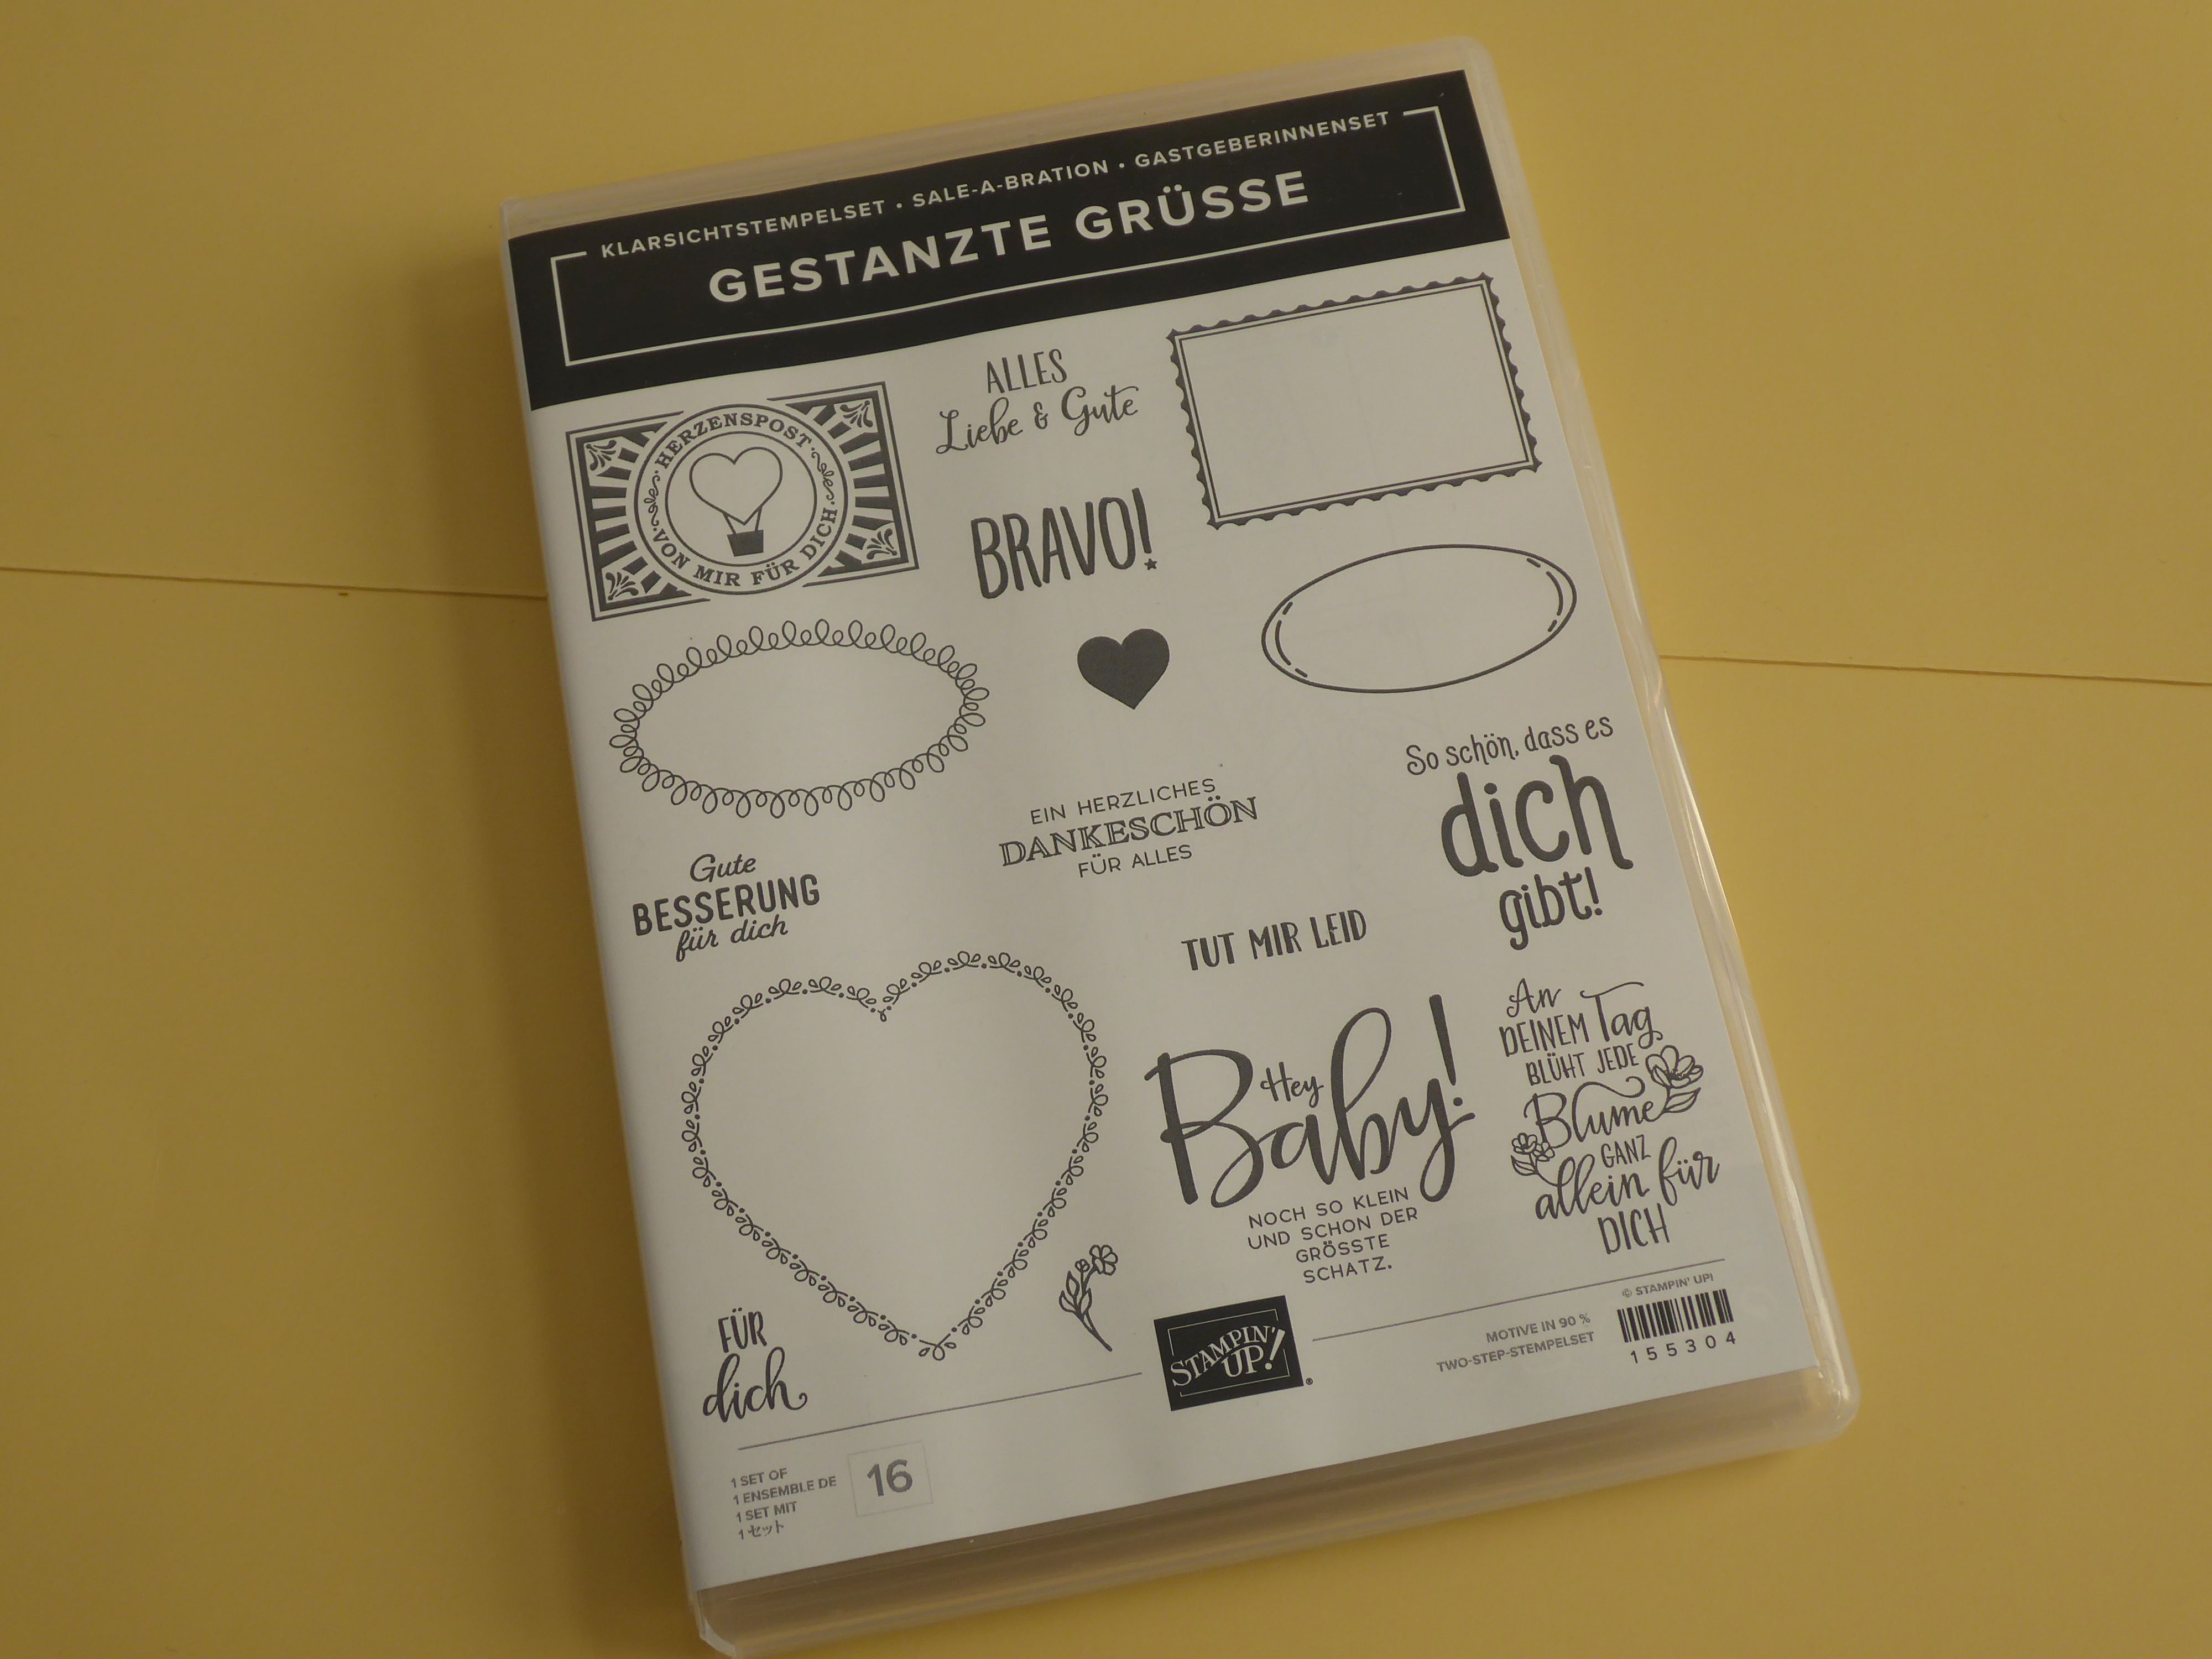 KLARSICHTSTEMPELSET • SALE-A-BRATION • GASTGEBERINNENSET
GESTANZTE GRÜSSE
HERZENSPOST
VON MIR FÜR DICH
ALLES
Liebe & Gute
BRAVO!
EIN HERZLICHES
DANKESCHÖN
FÜR ALLES
So schön, dass es
dich
gibt!
Gute
BESSERUNG
für dich
TUT MIR LEID
Hey
Baby!
NOCH SO KLEIN
UND SCHON DER
GRÖSSTE
SCHATZ.
An
DEINEM Tag
BLÜHT JEDE
Blume
GANZ
allein für
DICH
FÜR
dich
STAMPIN'
UP!
®
MOTIVE IN 90 %
TWO-STEP-STEMPELSET
© STAMPIN' UP!
155304
1 SET OF
1 ENSEMBLE DE
1 SET MIT
1 セット
16